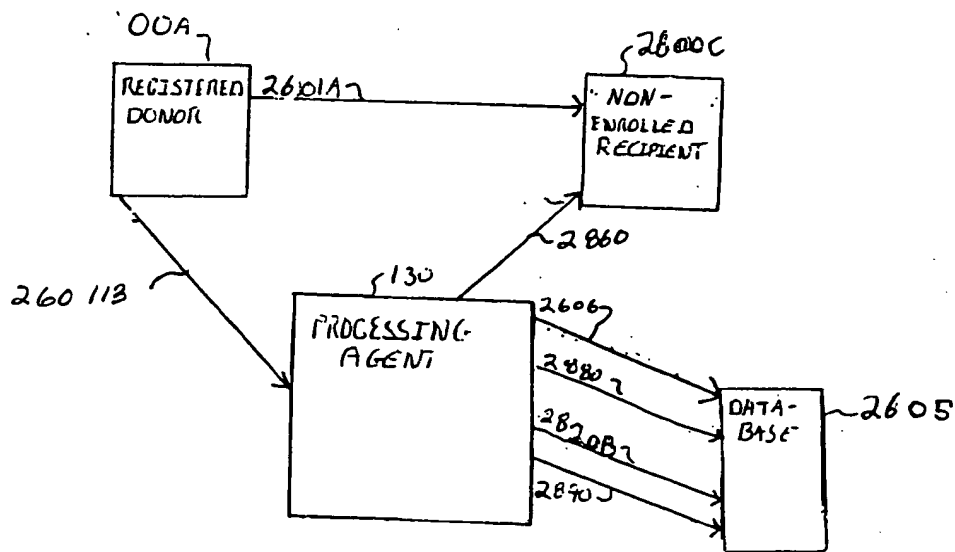 00A
2800C
REGISTERED
DONOR
2601A
NON-
ENROLLED
RECIPIENT
2860
260113
130
PROCESSING
AGENT
2606
2880
2820B
2890
DATA-
BASE
2605